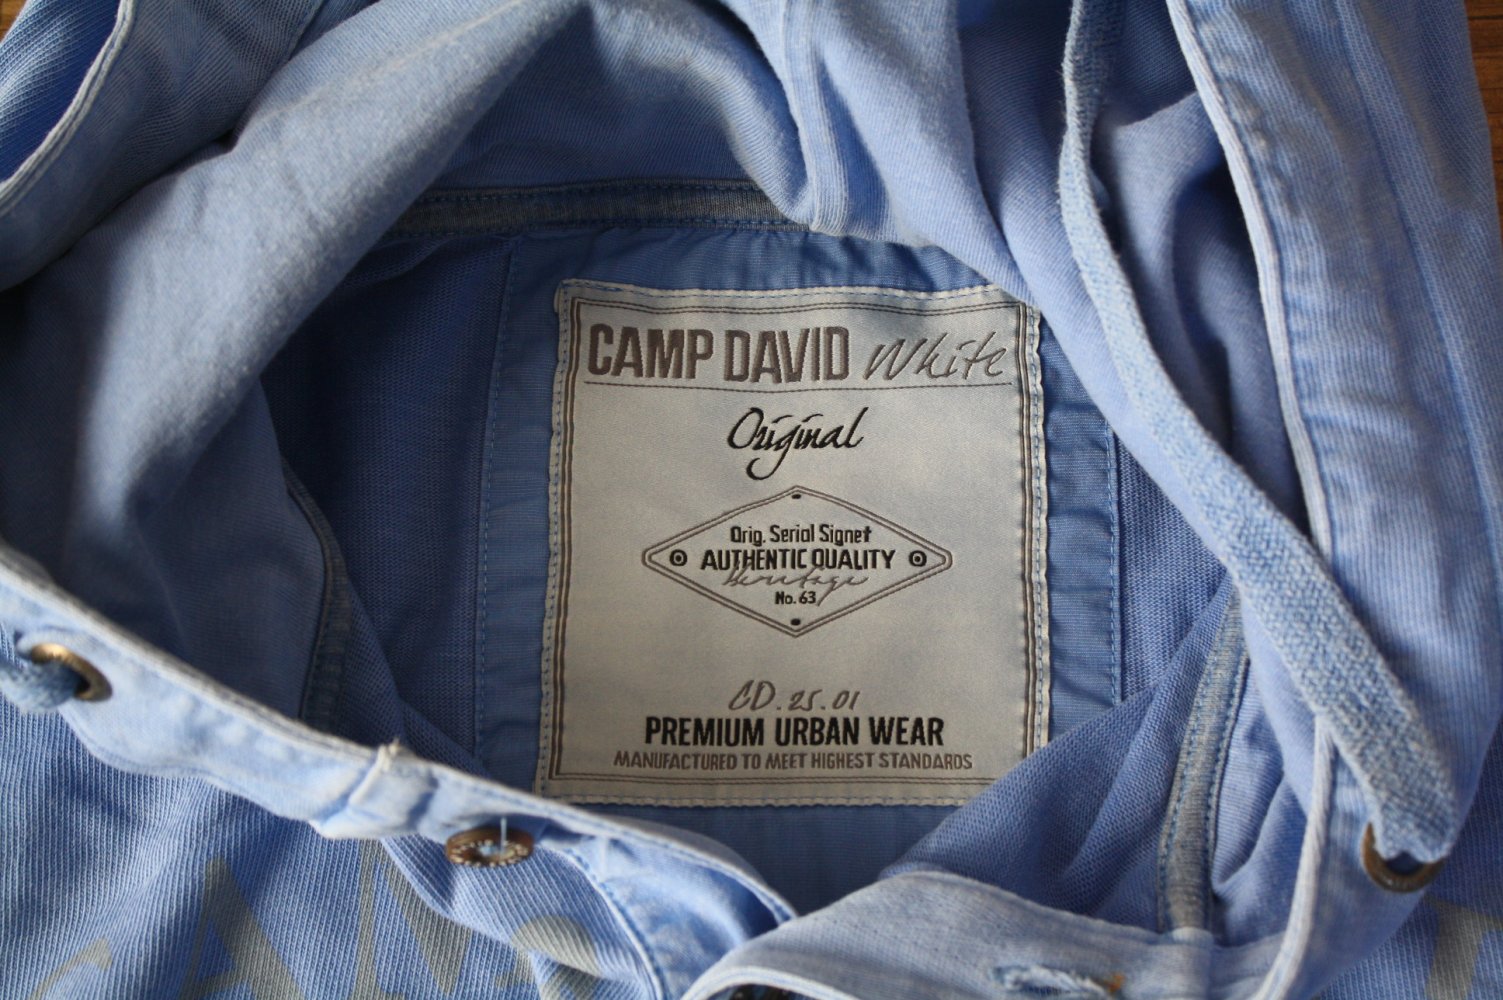 CAMP DAVID White
Original
Orig. Serial Signet
AUTHENTIC QUALITY
Heritage
No. 63
CD. 25. 01
PREMIUM URBAN WEAR
MANUFACTURED TO MEET HIGHEST STANDARDS